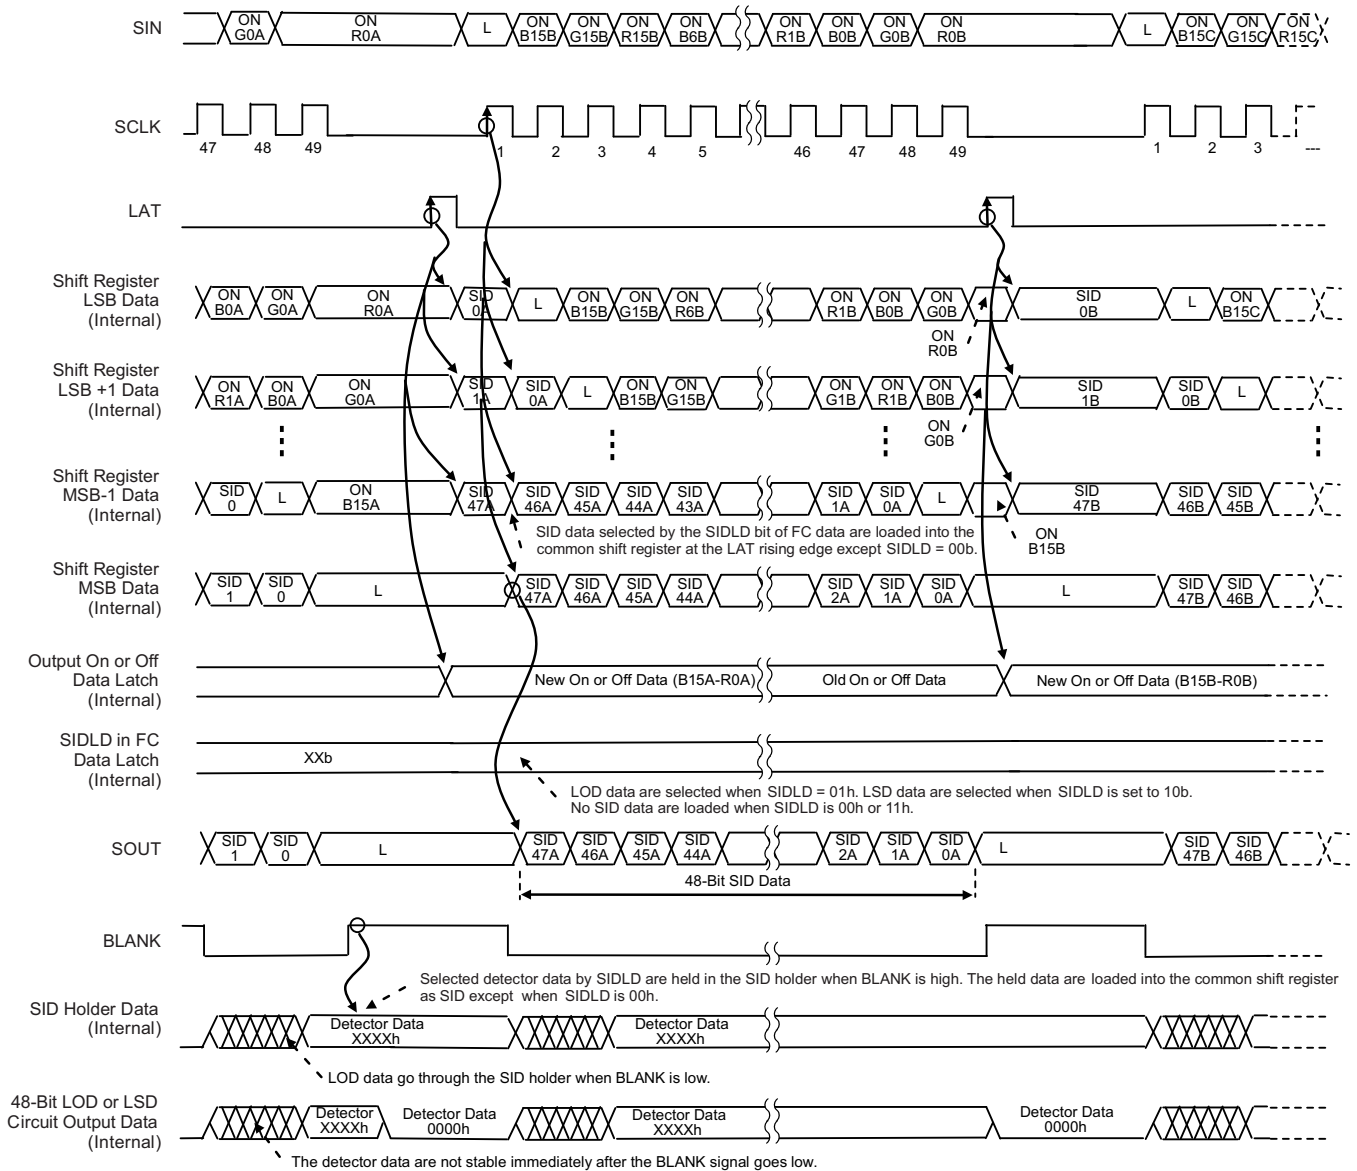 SIN
ON G0A
ON R0A
L
ON B15B
ON G15B
ON R15B
ON B6B
ON R1B
ON B0B
ON G0B
ON R0B
L
ON B15C
ON G15C
ON R15C
SCLK
47
48
49
1
2
3
4
5
46
47
48
49
1
2
3
---
LAT
Shift Register
LSB Data
(Internal)
ON B0A
ON G0A
ON R0A
SID 0A
L
ON B15B
ON G15B
ON R6B
ON R1B
ON B0B
ON G0B
ON R0B
SID 0B
L
ON B15C
Shift Register
LSB +1 Data
(Internal)
ON R1A
ON B0A
ON G0A
SID 1A
SID 0A
L
ON B15B
ON G15B
ON G1B
ON R1B
ON B0B
ON G0B
SID 1B
SID 0B
L
Shift Register
MSB-1 Data
(Internal)
SID 0
L
ON B15A
SID 47A
SID 46A
SID 45A
SID 44A
SID 43A
SID 1A
SID 0A
L
ON B15B
SID 47B
SID 46B
SID 45B
SID data selected by the SIDLD bit of FC data are loaded into the
common shift register at the LAT rising edge except SIDLD = 00b.
Shift Register
MSB Data
(Internal)
SID 1
SID 0
L
SID 47A
SID 46A
SID 45A
SID 44A
SID 2A
SID 1A
SID 0A
L
SID 47B
SID 46B
Output On or Off
Data Latch
(Internal)
New On or Off Data (B15A-R0A)
Old On or Off Data
New On or Off Data (B15B-R0B)
SIDLD in FC
Data Latch
(Internal)
XXb
LOD data are selected when SIDLD = 01h. LSD data are selected when SIDLD is set to 10b.
No SID data are loaded when SIDLD is 00h or 11h.
SOUT
SID 1
SID 0
L
SID 47A
SID 46A
SID 45A
SID 44A
SID 2A
SID 1A
SID 0A
L
SID 47B
SID 46B
48-Bit SID Data
BLANK
Selected detector data by SIDLD are held in the SID holder when BLANK is high. The held data are loaded into the common shift register
as SID except when SIDLD is 00h.
SID Holder Data
(Internal)
Detector Data
XXXXh
Detector Data
XXXXh
LOD data go through the SID holder when BLANK is low.
48-Bit LOD or LSD
Circuit Output Data
(Internal)
Detector
XXXXh
Detector Data
0000h
Detector Data
XXXXh
Detector Data
0000h
The detector data are not stable immediately after the BLANK signal goes low.